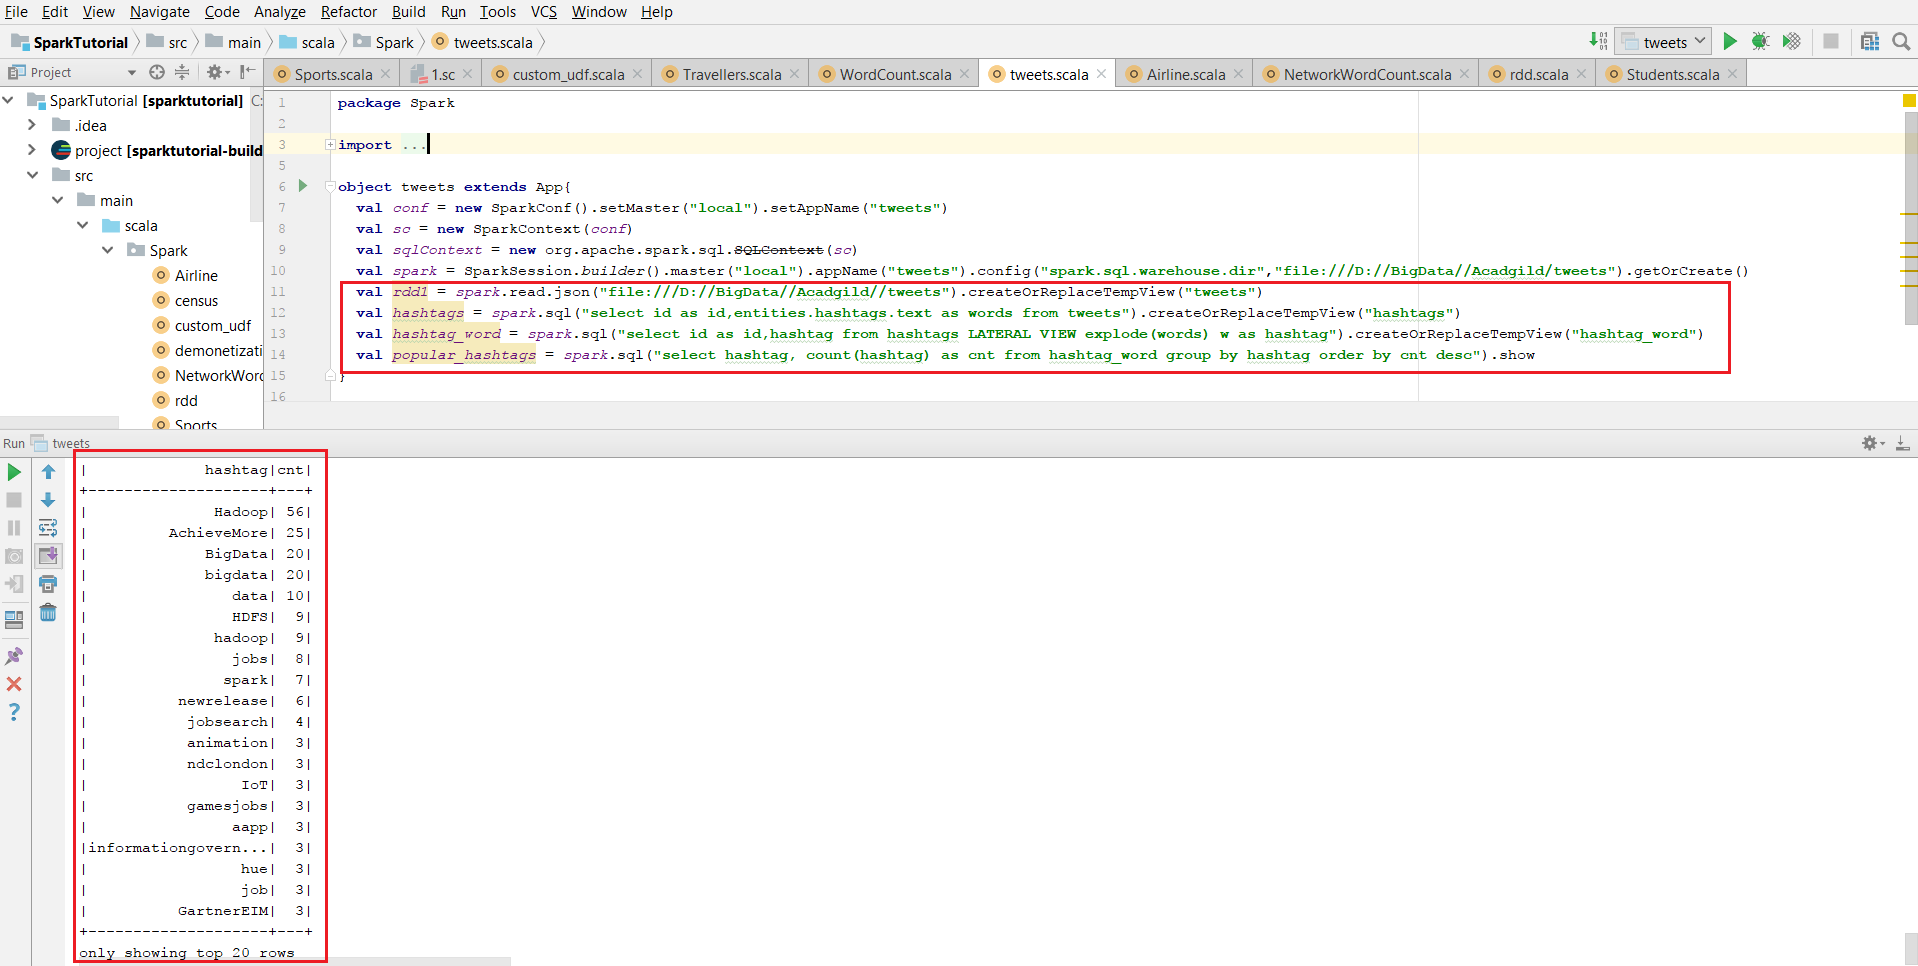 File Edit View Navigate Code Analyze Refactor Build Run Tools VCS Window Help
SparkTutorial src main scala Spark tweets.scala
tweets
Project
Sports.scala 1.sc custom_udf.scala Travellers.scala WordCount.scala tweets.scala Airline.scala NetworkWordCount.scala rdd.scala Students.scala
SparkTutorial [sparktutorial] C:
.idea
project [sparktutorial-build
src
main
scala
Spark
Airline
census
custom_udf
demonetizati
NetworkWord
rdd
Sports
1 package Spark
2
3 import ...
5
6 object tweets extends App{
7 val conf = new SparkConf().setMaster("local").setAppName("tweets")
8 val sc = new SparkContext(conf)
9 val sqlContext = new org.apache.spark.sql.SQLContext(sc)
10 val spark = SparkSession.builder().master("local").appName("tweets").config("spark.sql.warehouse.dir","file:///D://BigData//Acadgild/tweets").getOrCreate()
11 val rdd1 = spark.read.json("file:///D://BigData//Acadgild//tweets").createOrReplaceTempView("tweets")
12 val hashtags = spark.sql("select id as id,entities.hashtags.text as words from tweets").createOrReplaceTempView("hashtags")
13 val hashtag_word = spark.sql("select id as id,hashtag from hashtags LATERAL VIEW explode(words) w as hashtag").createOrReplaceTempView("hashtag_word")
14 val popular_hashtags = spark.sql("select hashtag, count(hashtag) as cnt from hashtag_word group by hashtag order by cnt desc").show
15 }
16
Run tweets
| hashtag|cnt|
+--------------------+---+
| Hadoop| 56|
| AchieveMore| 25|
| BigData| 20|
| bigdata| 20|
| data| 10|
| HDFS| 9|
| hadoop| 9|
| jobs| 8|
| spark| 7|
| newrelease| 6|
| jobsearch| 4|
| animation| 3|
| ndclondon| 3|
| IoT| 3|
| gamesjobs| 3|
| aapp| 3|
|informationgovern...| 3|
| hue| 3|
| job| 3|
| GartnerEIM| 3|
+--------------------+---+
only showing top 20 rows